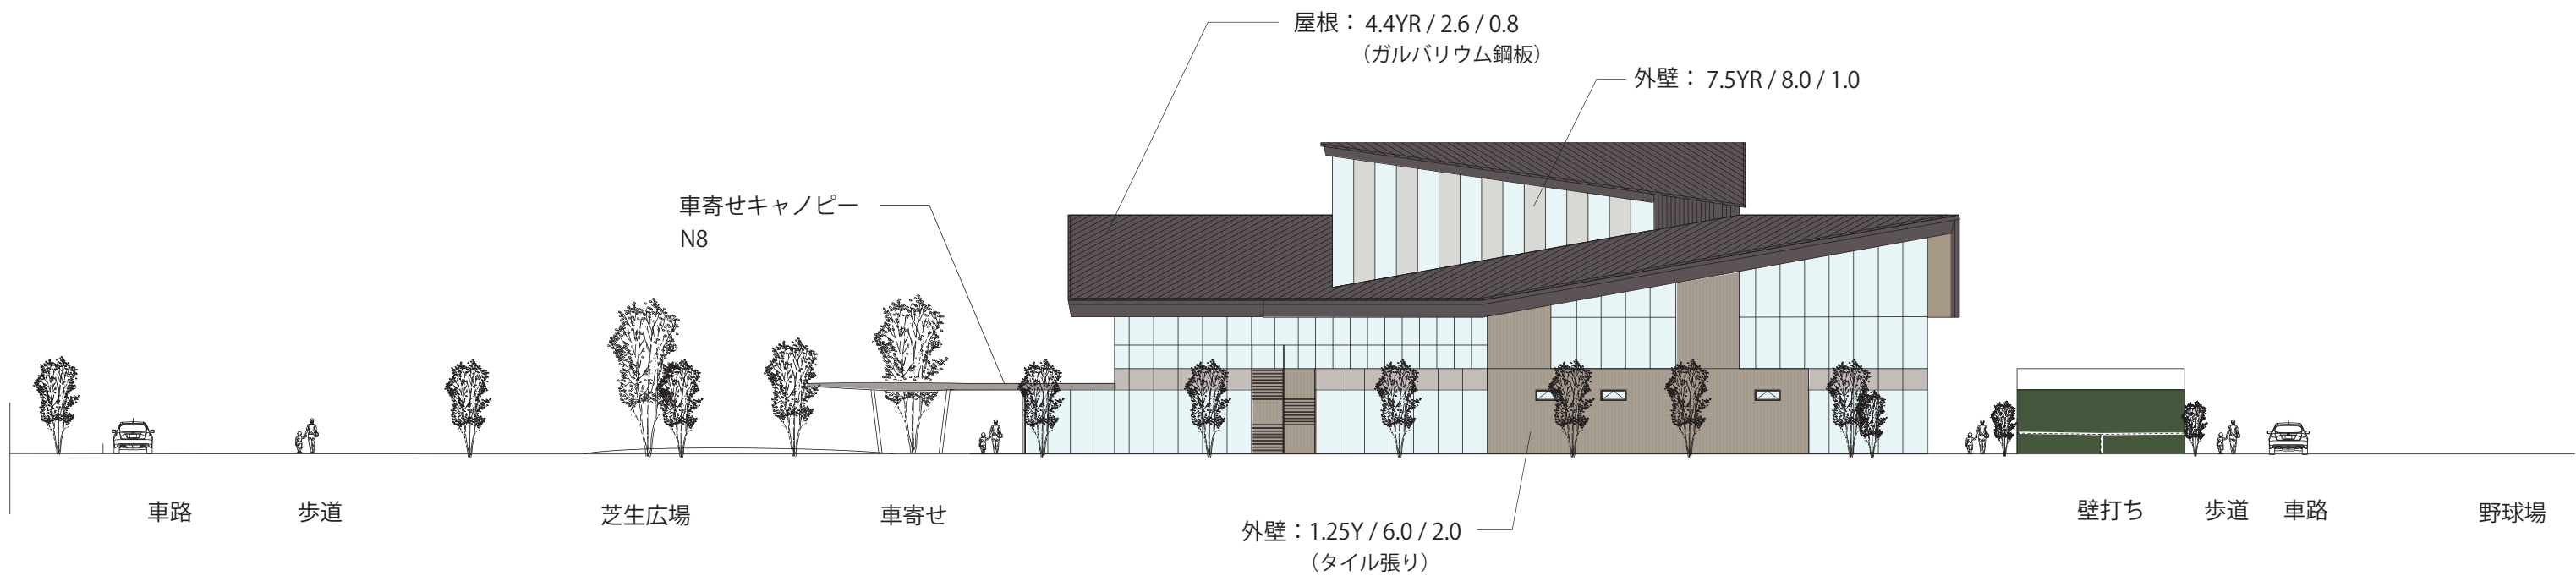 屋根：4.4YR / 2.6 / 0.8
（ガルバリウム鋼板）
外壁：7.5YR / 8.0 / 1.0
車寄せキャノピー
N8
車路
歩道
芝生広場
車寄せ
外壁：1.25Y / 6.0 / 2.0
（タイル張り）
壁打ち
歩道
車路
野球場